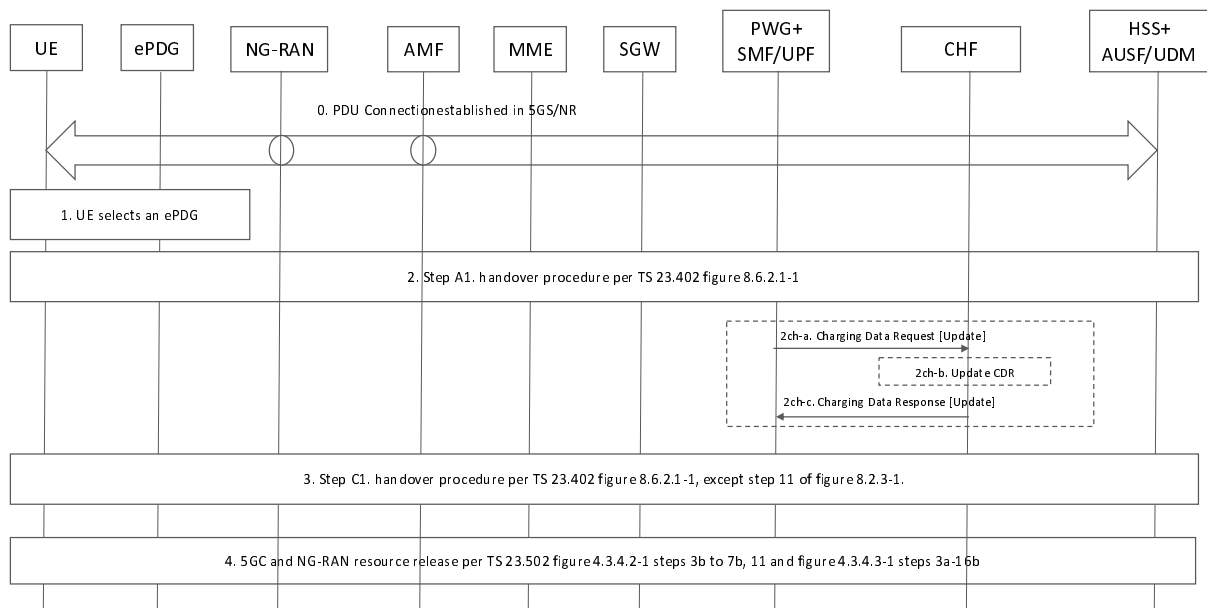 UE
ePDG
NG-RAN
AMF
MME
SGW
PWG+
SMF/UPF
CHF
HSS+
AUSF/UDM
0. PDU Connectionestablished in 5GS/NR
1. UE selects an ePDG
2. Step A1. handover procedure per TS 23.402 figure 8.6.2.1-1
2ch-a. Charging Data Request [Update]
2ch-b. Update CDR
2ch-c. Charging Data Response [Update]
3. Step C1. handover procedure per TS 23.402 figure 8.6.2.1-1, except step 11 of figure 8.2.3-1.
4. 5GC and NG-RAN resource release per TS 23.502 figure 4.3.4.2-1 steps 3b to 7b, 11 and figure 4.3.4.3-1 steps 3a-16b